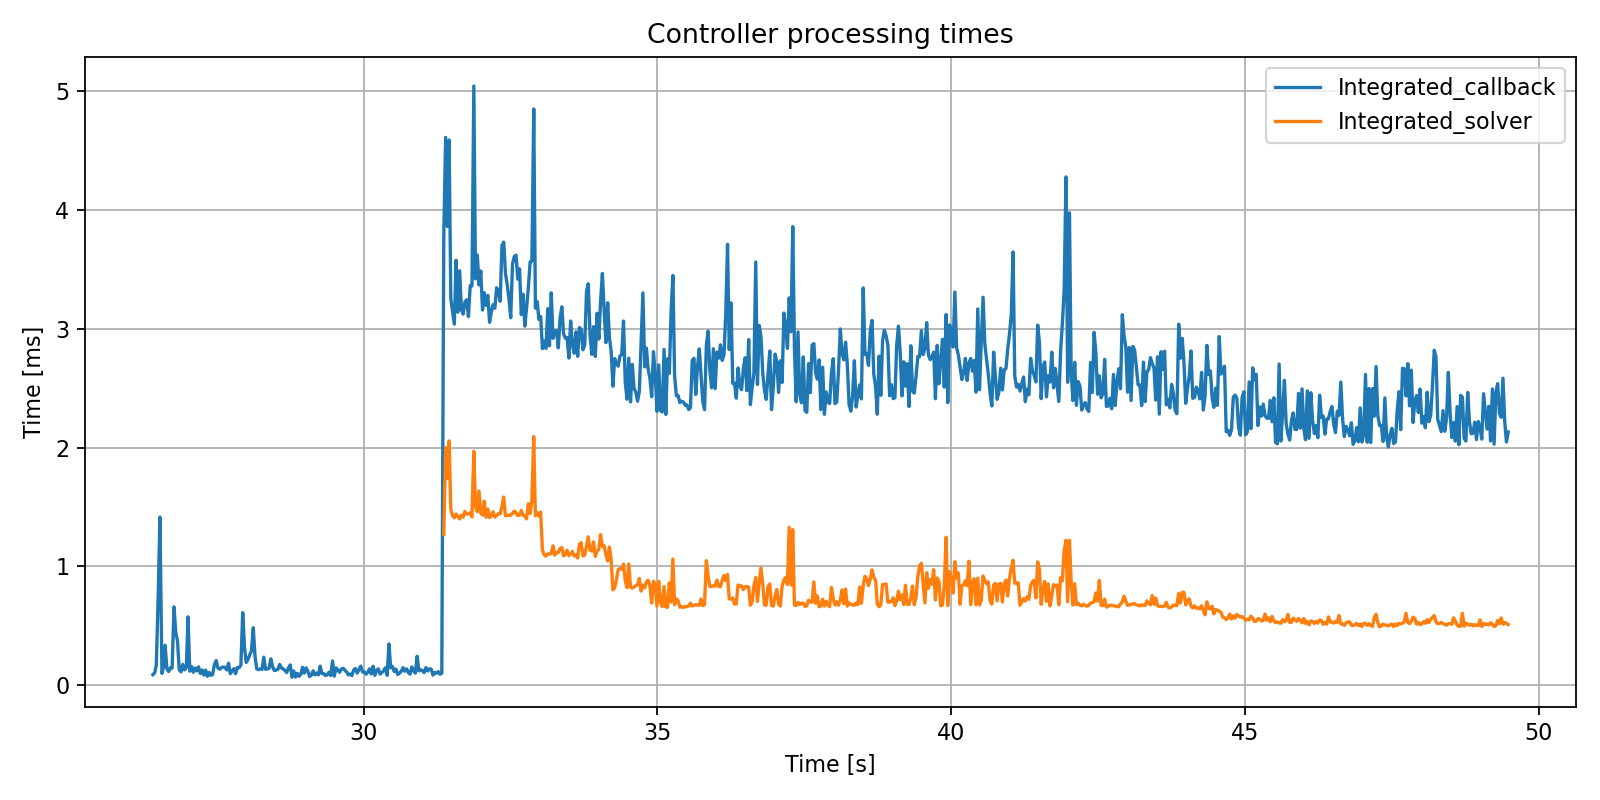 Controller processing times
Integrated_callback
Integrated_solver
Time [ms]
5
4
3
2
1
0
30
35
40
45
50
Time [s]